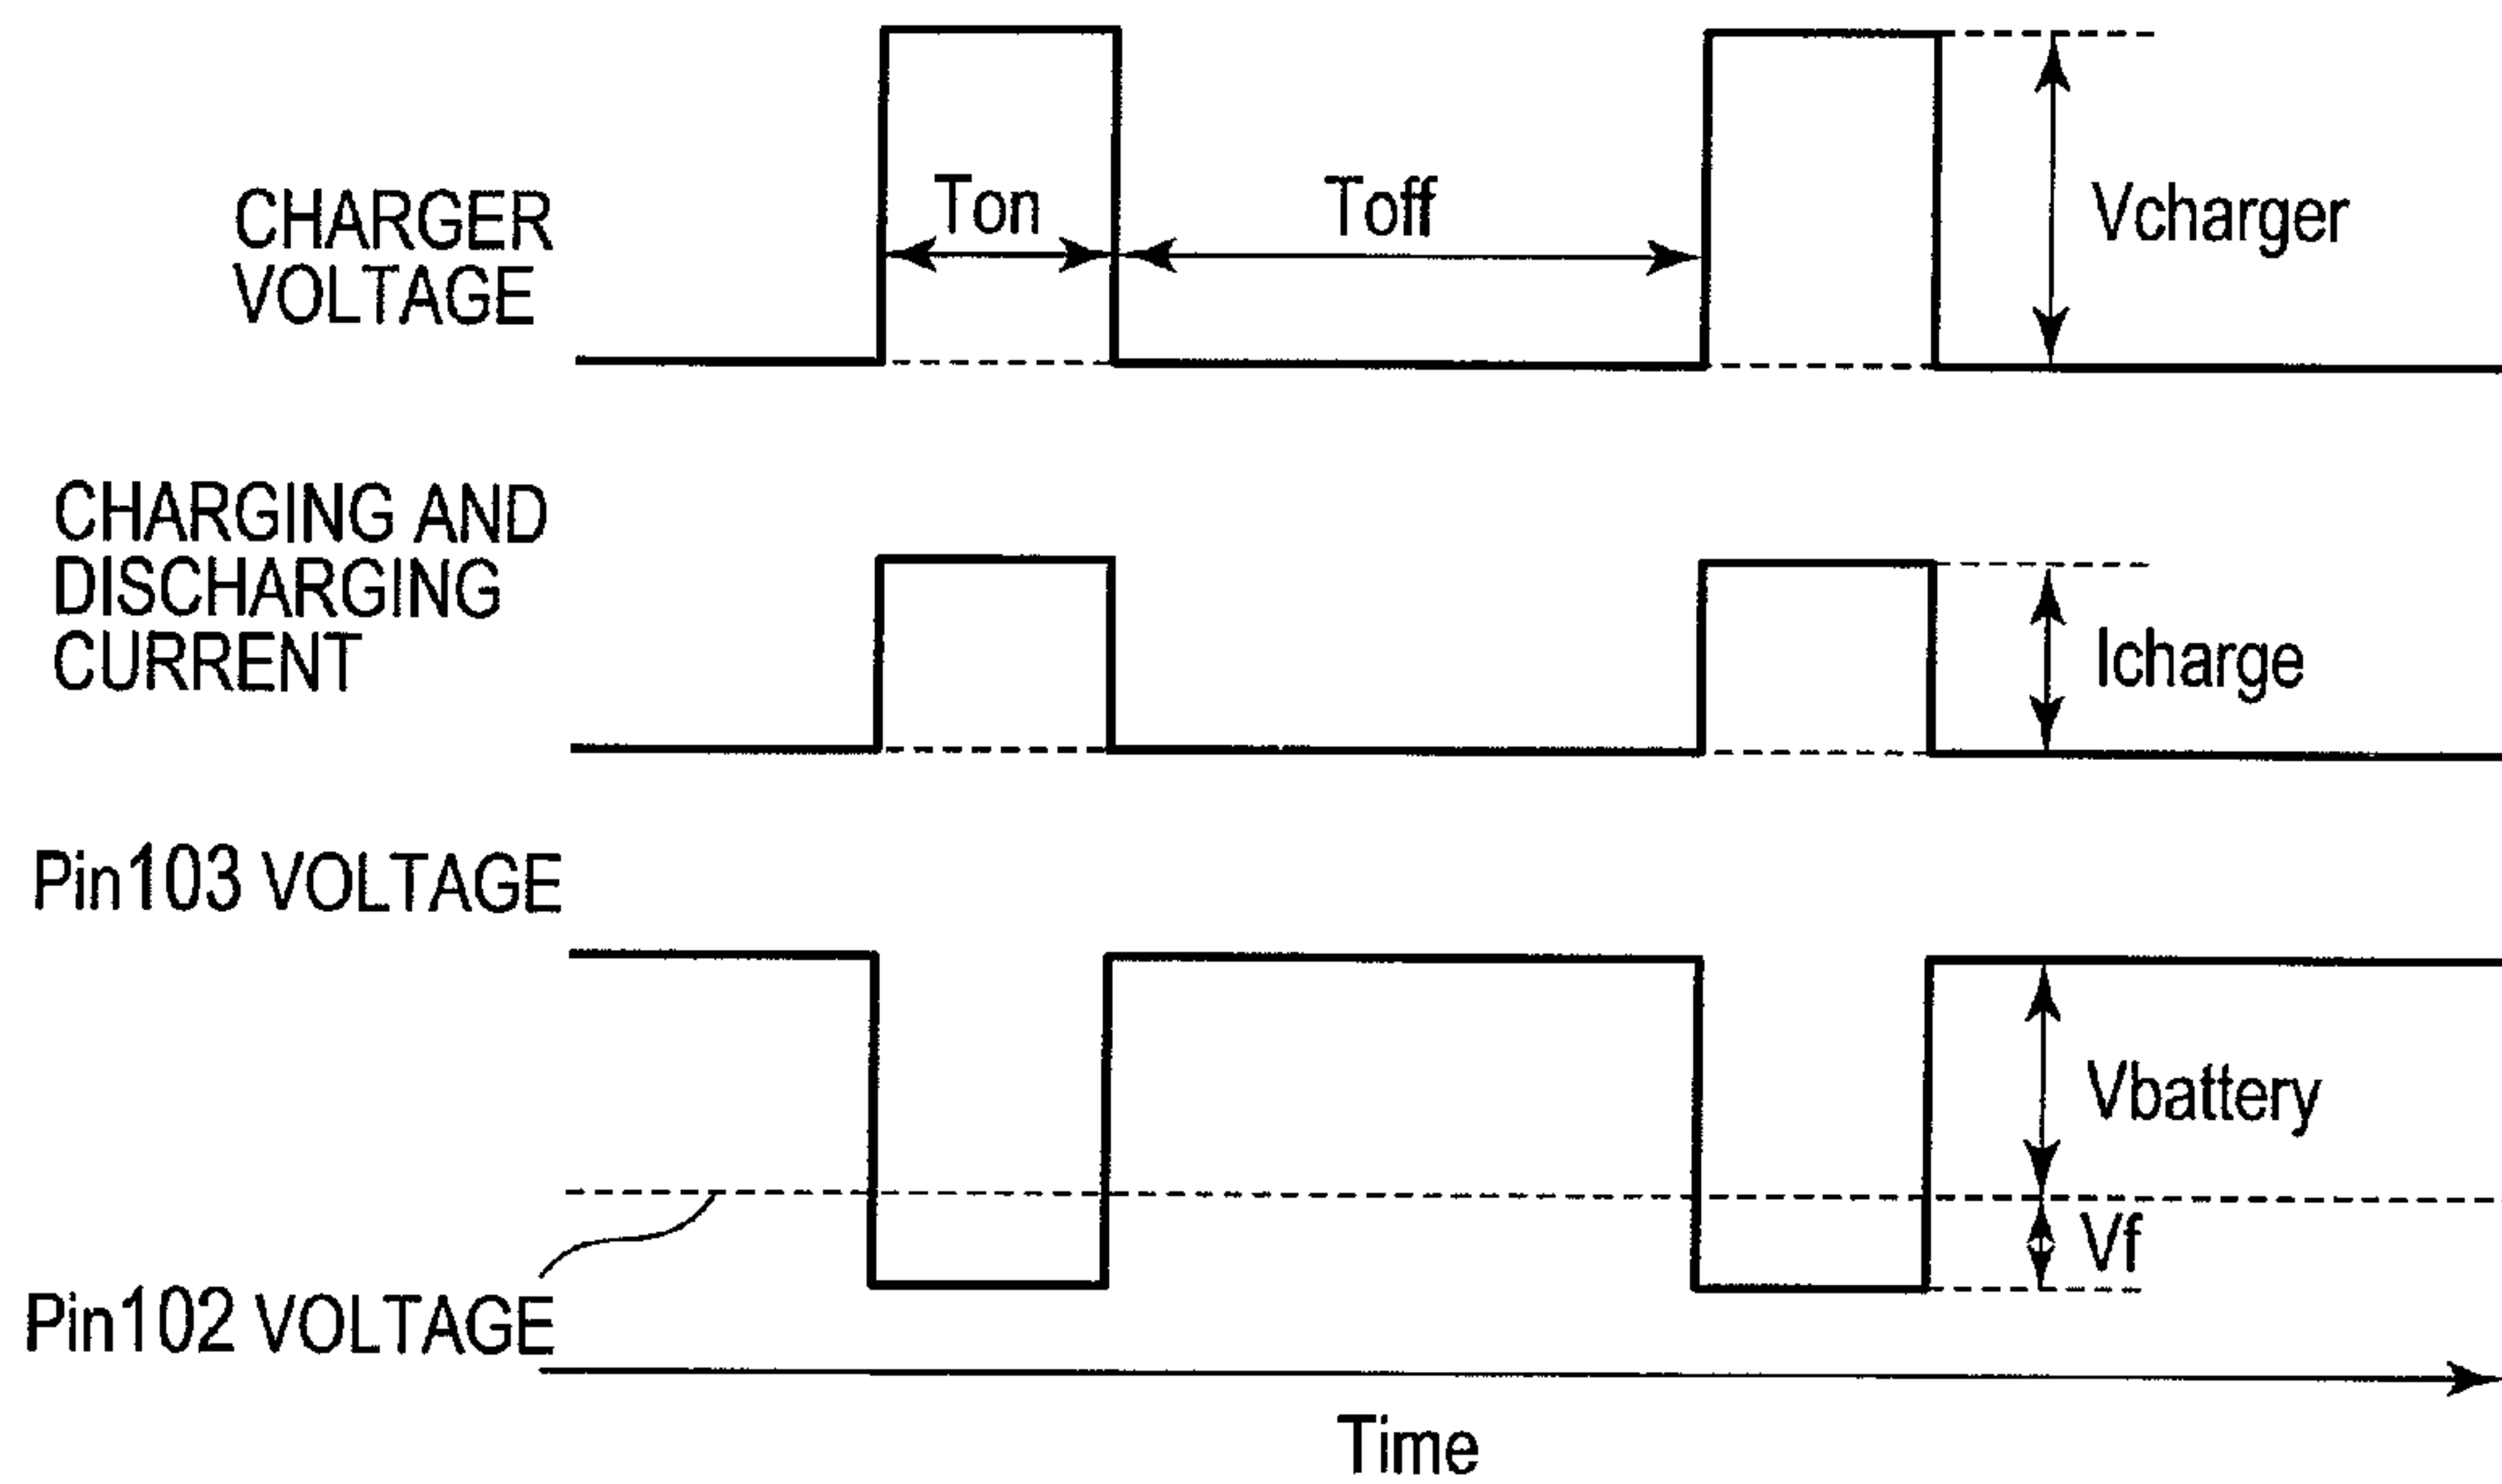 CHARGER
VOLTAGE
Ton
Toff
Vcharger
CHARGING AND
DISCHARGING
CURRENT
Icharge
Pin103 VOLTAGE
Vbattery
Vf
Pin102 VOLTAGE
Time